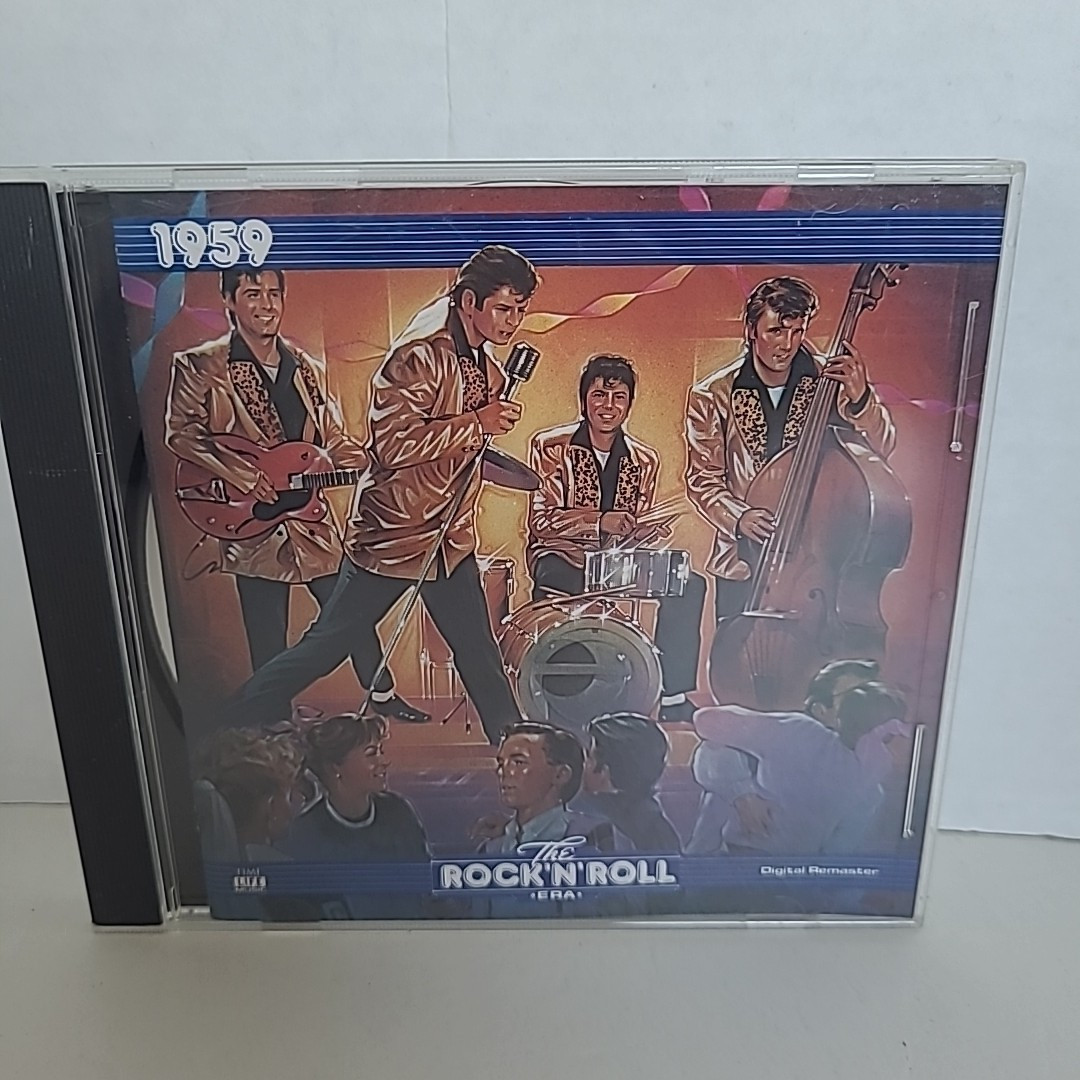 1959
The
ROCK'N'ROLL
•ERA•
TIME
LIFE
MUSIC
Digital Remaster